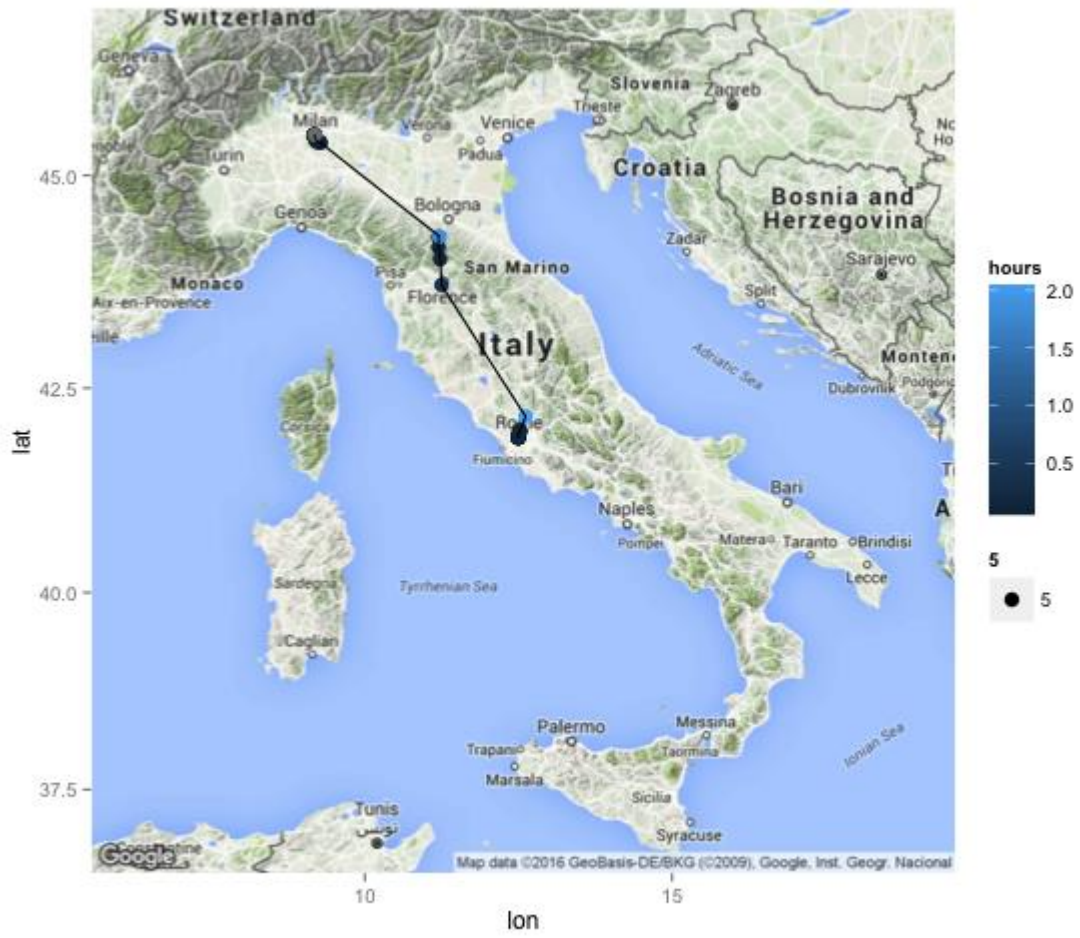 Switzerland
Geneva
Slovenia
Zagreb
Trieste
Milan
Verona
Venice
Padua
Turin
Croatia
45.0
Bosnia and
Herzegovina
Genoa
Bologna
Zadar
Sarajevo
Pisa
San Marino
Monaco
Florence
Aix-en-Provence
Split
hours
2.0
1.5
1.0
0.5
Italy
Adriatic Sea
Monten
Dubrovnik
Podgoric
42.5
lat
Corsica
Rome
Fiumicino
Bari
Naples
Pompei
Matera
Taranto
Brindisi
Lecce
5
5
40.0
Sardegna
Tyrrhenian Sea
Cagliari
Palermo
Messina
Trapani
Taormina
Marsala
Ionian Sea
37.5
Sicilia
Tunis
تونس
Syracuse
Google
Map data ©2016 GeoBasis-DE/BKG (©2009), Google, Inst. Geogr. Nacional
10
15
lon